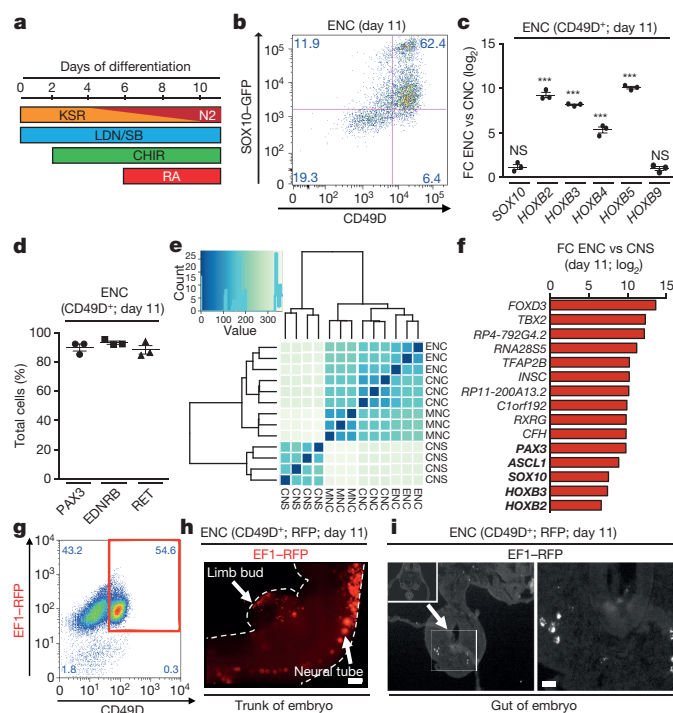 a
Days of differentiation
0 2 4 6 8 10
KSR N2
LDN/SB
CHIR
RA
b
ENC (day 11)
SOX10–GFP
10⁵
10⁴
10³
0
11.9 62.4
19.3 6.4
0 10² 10³ 10⁴ 10⁵
CD49D
c
ENC (CD49D⁺; day 11)
FC ENC vs CNC (log₂)
15
10
5
0
NS *** *** *** *** NS
SOX10 HOXB2 HOXB3 HOXB4 HOXB5 HOXB9
d
ENC
(CD49D⁺; day 11)
Total cells (%)
100
80
60
40
20
0
PAX3 EDNRB RET
e
Count
25
15
0 5
0 100 300
Value
ENC
ENC
ENC
CNC
CNC
CNC
MNC
MNC
MNC
CNS
CNS
CNS
CNS
CNS CNS CNS CNS MNC MNC MNC CNC CNC CNC ENC ENC ENC
f
FC ENC vs CNS
(day 11; log₂)
0 5 10 15
FOXD3
TBX2
RP4-792G4.2
RNA28S5
TFAP2B
INSC
RP11-200A13.2
C1orf192
RXRG
CFH
PAX3
ASCL1
SOX10
HOXB3
HOXB2
g
EF1–RFP
10⁴
10³
10²
10¹
10⁰
43.2 54.6
1.8 0.3
10⁰ 10¹ 10² 10³ 10⁴
CD49D
h
ENC (CD49D⁺; RFP; day 11)
EF1–RFP
Limb bud
Neural tube
Trunk of embryo
i
ENC (CD49D⁺; RFP; day 11)
EF1–RFP
Gut of embryo